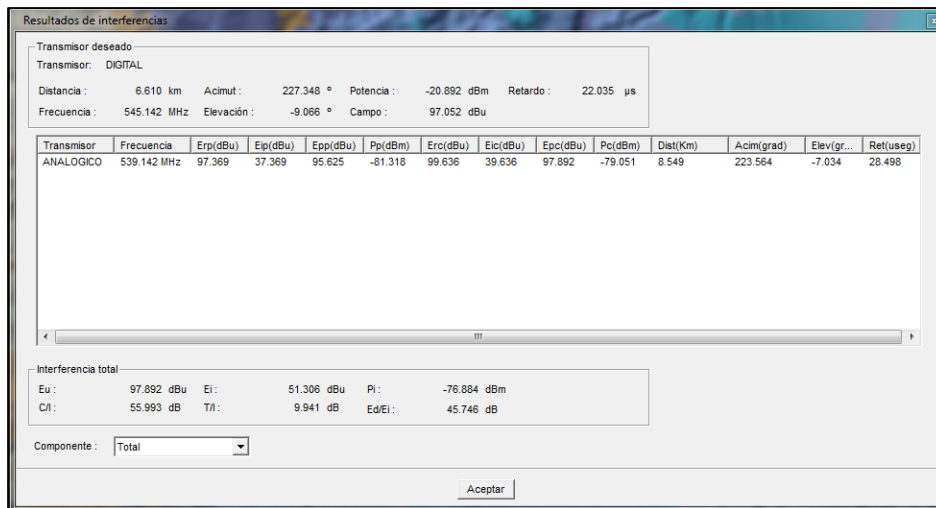 Resultados de interferencias
Transmisor deseado
Transmisor: DIGITAL
Distancia : 6.610 km Acimut : 227.348 º Potencia : -20.892 dBm Retardo : 22.035 µs
Frecuencia : 545.142 MHz Elevación : -9.066 º Campo : 97.052 dBu
Transmisor Frecuencia Erp(dBu) Eip(dBu) Epp(dBu) Pp(dBm) Erc(dBu) Eic(dBu) Epc(dBu) Pc(dBm) Dist(Km) Acim(grad) Elev(gr... Ret(useg)
ANALOGICO 539.142 MHz 97.369 37.369 95.625 -81.318 99.636 39.636 97.892 -79.051 8.549 223.564 -7.034 28.498
Interferencia total
Eu : 97.892 dBu Ei : 51.306 dBu Pi : -76.884 dBm
C/I : 55.993 dB T/I : 9.941 dB Ed/Ei : 45.746 dB
Componente : Total
Aceptar